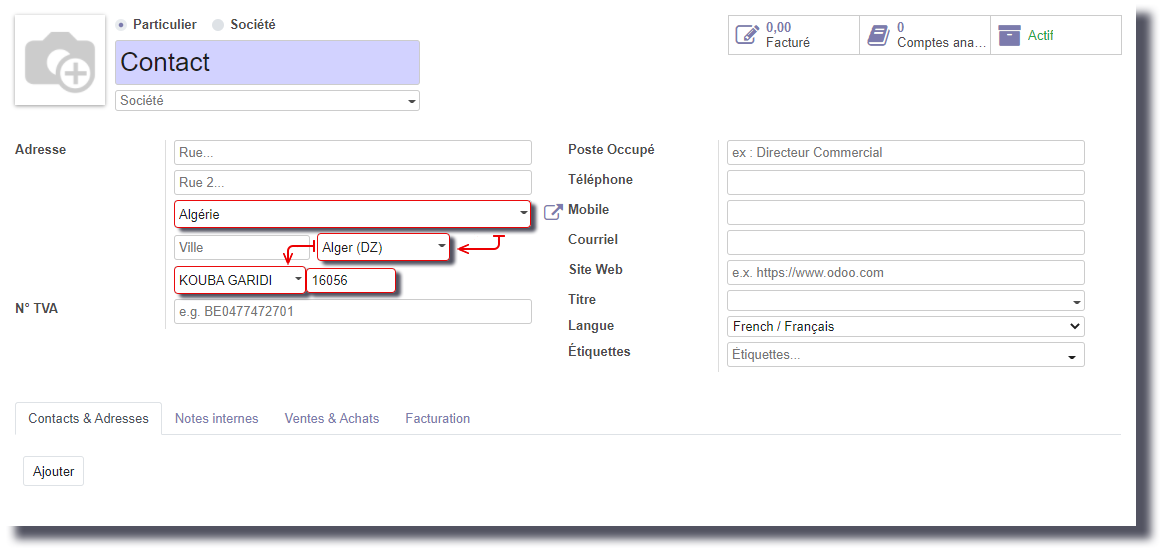 Particulier Société
Contact
Société
0,00
Facturé
0
Comptes ana...
Actif
Adresse
Rue...
Rue 2...
Algérie
Ville
Alger (DZ)
KOUBA GARIDI
16056
N° TVA
e.g. BE0477472701
Poste Occupé
ex : Directeur Commercial
Téléphone
Mobile
Courriel
Site Web
e.x. https://www.odoo.com
Titre
Langue
French / Français
Étiquettes
Étiquettes...
Contacts & Adresses Notes internes Ventes & Achats Facturation
Ajouter